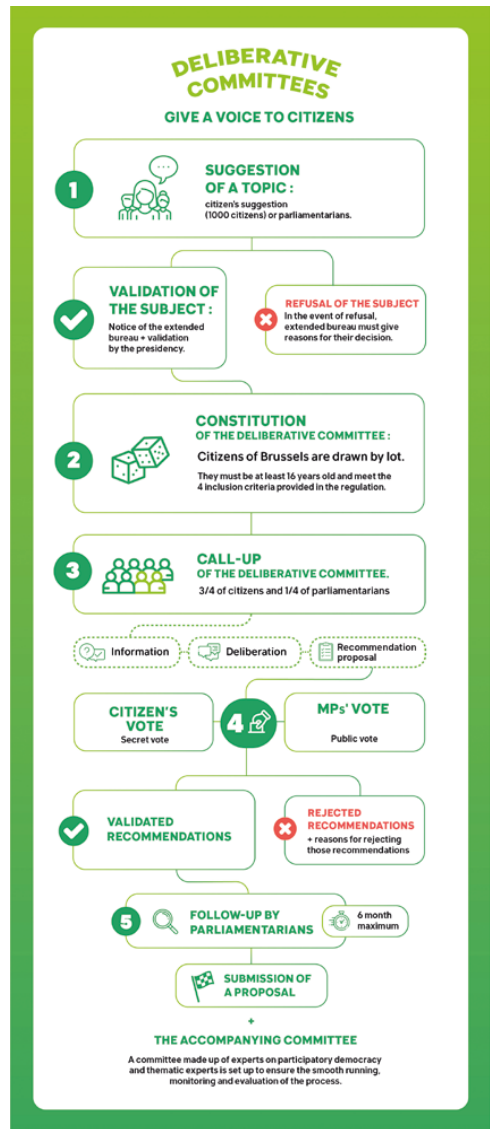 DELIBERATIVE
COMMITTEES
GIVE A VOICE TO CITIZENS
1
SUGGESTION
OF A TOPIC :
citizen's suggestion
(1000 citizens) or parliamentarians.
VALIDATION OF
THE SUBJECT :
Notice of the extended
bureau + validation
by the presidency.
REFUSAL OF THE SUBJECT
In the event of refusal,
extended bureau must give
reasons for their decision.
2
CONSTITUTION
OF THE DELIBERATIVE COMMITTEE :
Citizens of Brussels are drawn by lot.
They must be at least 16 years old and meet the
4 inclusion criteria provided in the regulation.
3
CALL-UP
OF THE DELIBERATIVE COMMITTEE.
3/4 of citizens and 1/4 of parliamentarians
Information
Deliberation
Recommendation
proposal
CITIZEN'S
VOTE
Secret vote
4
MPs' VOTE
Public vote
VALIDATED
RECOMMENDATIONS
REJECTED
RECOMMENDATIONS
+ reasons for rejecting
those recommendations
5
FOLLOW-UP BY
PARLIAMENTARIANS
6 month
maximum
SUBMISSION OF
A PROPOSAL
+
THE ACCOMPANYING COMMITTEE
A committee made up of experts on participatory democracy
and thematic experts is set up to ensure the smooth running,
monitoring and evaluation of the process.